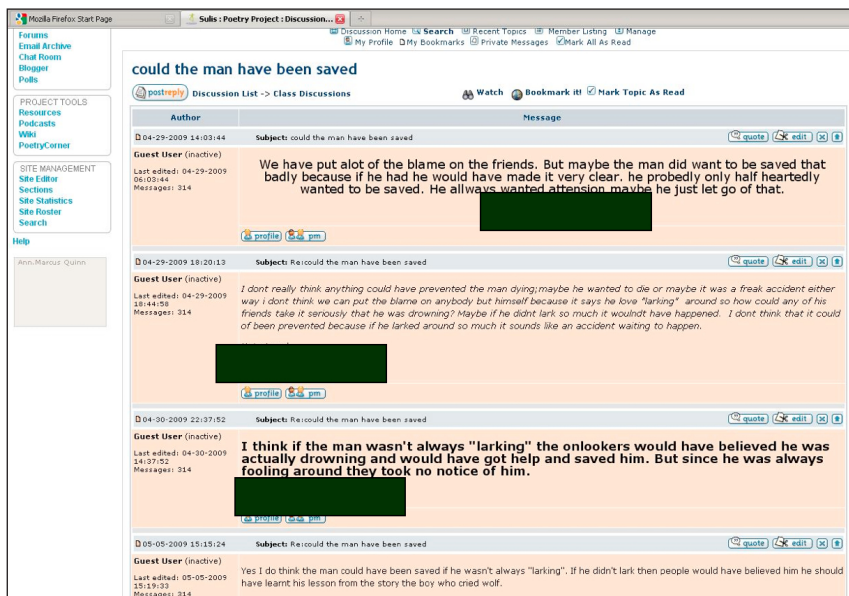 Mozilla Firefox Start Page
Sulis : Poetry Project : Discussion...
Forums
Email Archive
Chat Room
Blogger
Polls
PROJECT TOOLS
Resources
Podcasts
Wiki
PoetryCorner
SITE MANAGEMENT
Site Editor
Sections
Site Statistics
Site Roster
Search
Help
Ann.Marcus Quinn
Discussion Home Search Recent Topics Member Listing Manage
My Profile My Bookmarks Private Messages Mark All As Read
could the man have been saved
postreply Discussion List -> Class Discussions Watch Bookmark it! Mark Topic As Read
Author Message
04-29-2009 14:03:44 Subject: could the man have been saved quote edit
Guest User (inactive)
Last edited: 04-29-2009
06:03:44
Messages: 314
We have put alot of the blame on the friends. But maybe the man did want to be saved that
badly because if he had he would have made it very clear. he probedly only half heartedly
wanted to be saved. He allways wanted attension maybe he just let go of that.
profile pm
04-29-2009 18:20:13 Subject: Re:could the man have been saved quote edit
Guest User (inactive)
Last edited: 04-29-2009
18:44:58
Messages: 314
I dont really think anything could have prevented the man dying;maybe he wanted to die or maybe it was a freak accident either
way i dont think we can put the blame on anybody but himself because it says he love "larking" around so how could any of his
friends take it seriously that he was drowning? Maybe if he didnt lark so much it woulndt have happened. I dont think that it could
of been prevented because if he larked around so much it sounds like an accident waiting to happen.
profile pm
04-30-2009 22:37:52 Subject: Re:could the man have been saved quote edit
Guest User (inactive)
Last edited: 04-30-2009
14:37:52
Messages: 314
I think if the man wasn't always "larking" the onlookers would have believed he was
actually drowning and would have got help and saved him. But since he was always
fooling around they took no notice of him.
profile pm
05-05-2009 15:15:24 Subject: Re:could the man have been saved quote edit
Guest User (inactive)
Last edited: 05-05-2009
15:19:33
Messages: 314
Yes I do think the man could have been saved if he wasn't always "larking". If he didn't lark then people would have believed him he should
have learnt his lesson from the story the boy who cried wolf.